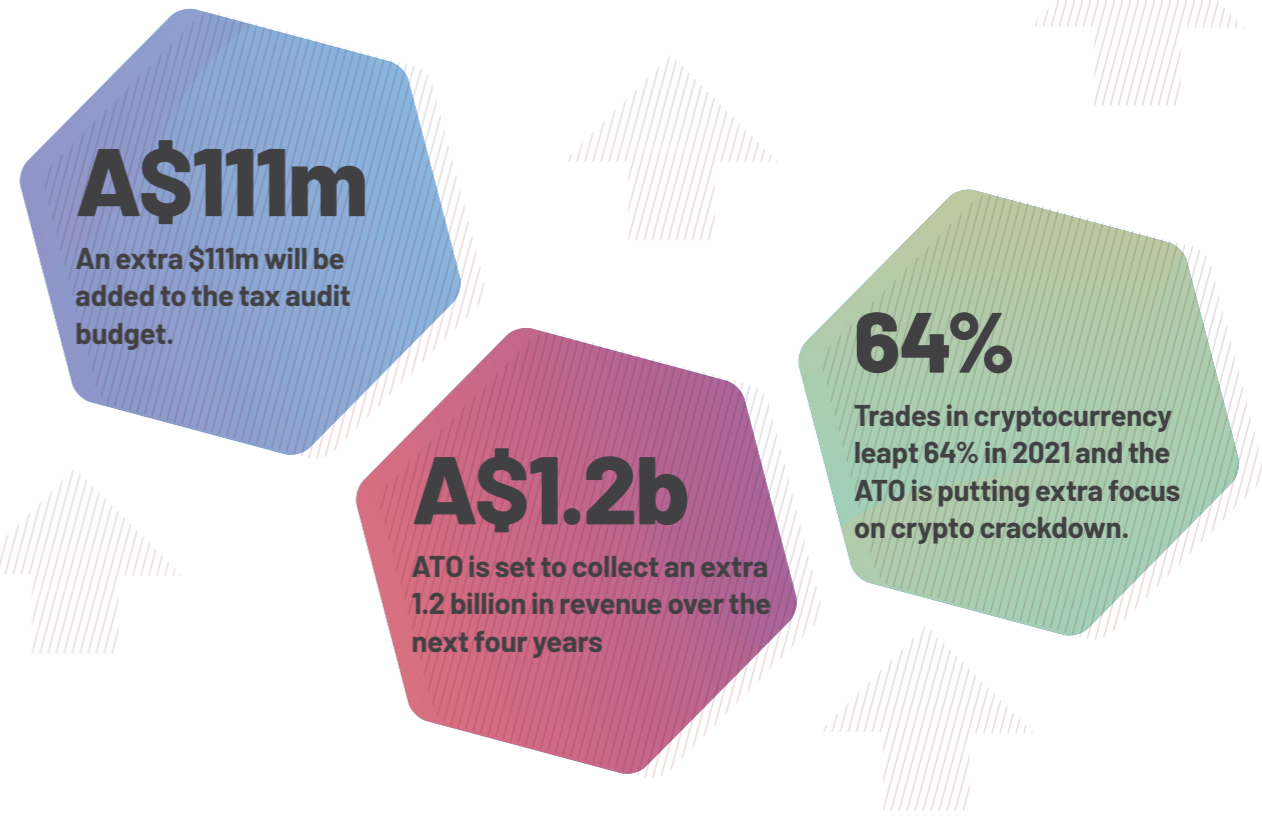 A$111m
An extra $111m will be
added to the tax audit
budget.
A$1.2b
ATO is set to collect an extra
1.2 billion in revenue over the
next four years
64%
Trades in cryptocurrency
leapt 64% in 2021 and the
ATO is putting extra focus
on crypto crackdown.